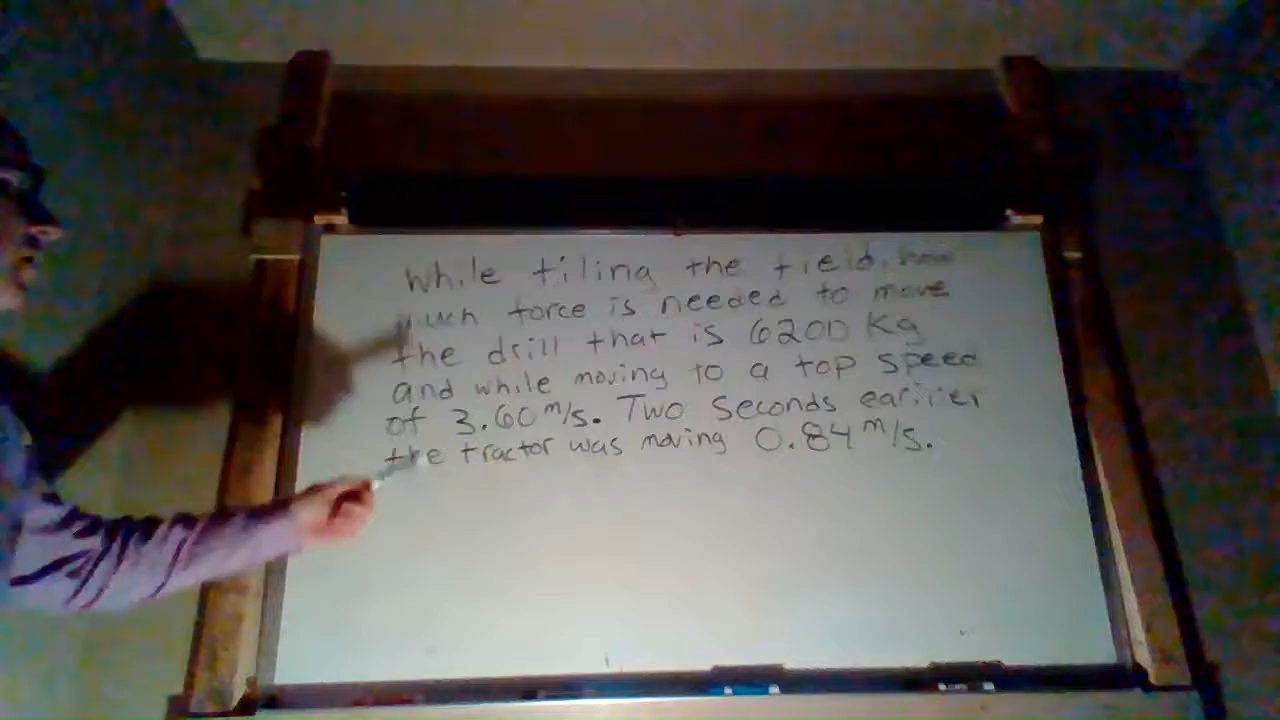 While tiling the field, how
much force is needed to move
the drill that is 6200 Kg
and while moving to a top speed
of 3.60 m/s. Two seconds earlier
the tractor was moving 0.84 m/s.